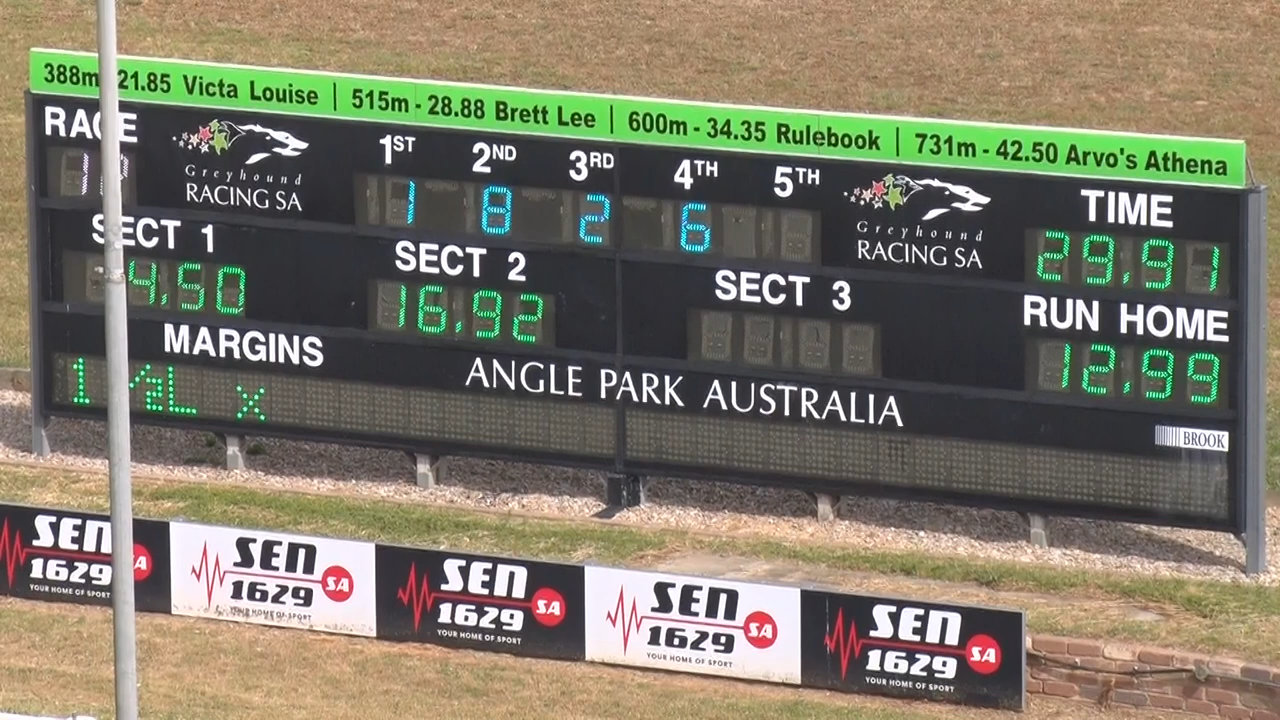 388m 21.85 Victa Louise | 515m - 28.88 Brett Lee | 600m - 34.35 Rulebook | 731m - 42.50 Arvo's Athena
RACE
Greyhound
RACING SA
1ST 2ND 3RD 4TH 5TH
1 8 2 6
Greyhound
RACING SA
TIME
29.91
SECT 1
4.50
SECT 2
16.92
SECT 3
RUN HOME
12.99
MARGINS
1 ½L x
ANGLE PARK AUSTRALIA
BROOK
SEN
1629
SA
YOUR HOME OF SPORT
SEN
1629
SA
YOUR HOME OF SPORT
SEN
1629
SA
YOUR HOME OF SPORT
SEN
1629
SA
YOUR HOME OF SPORT
SEN
1629
SA
YOUR HOME OF SPORT